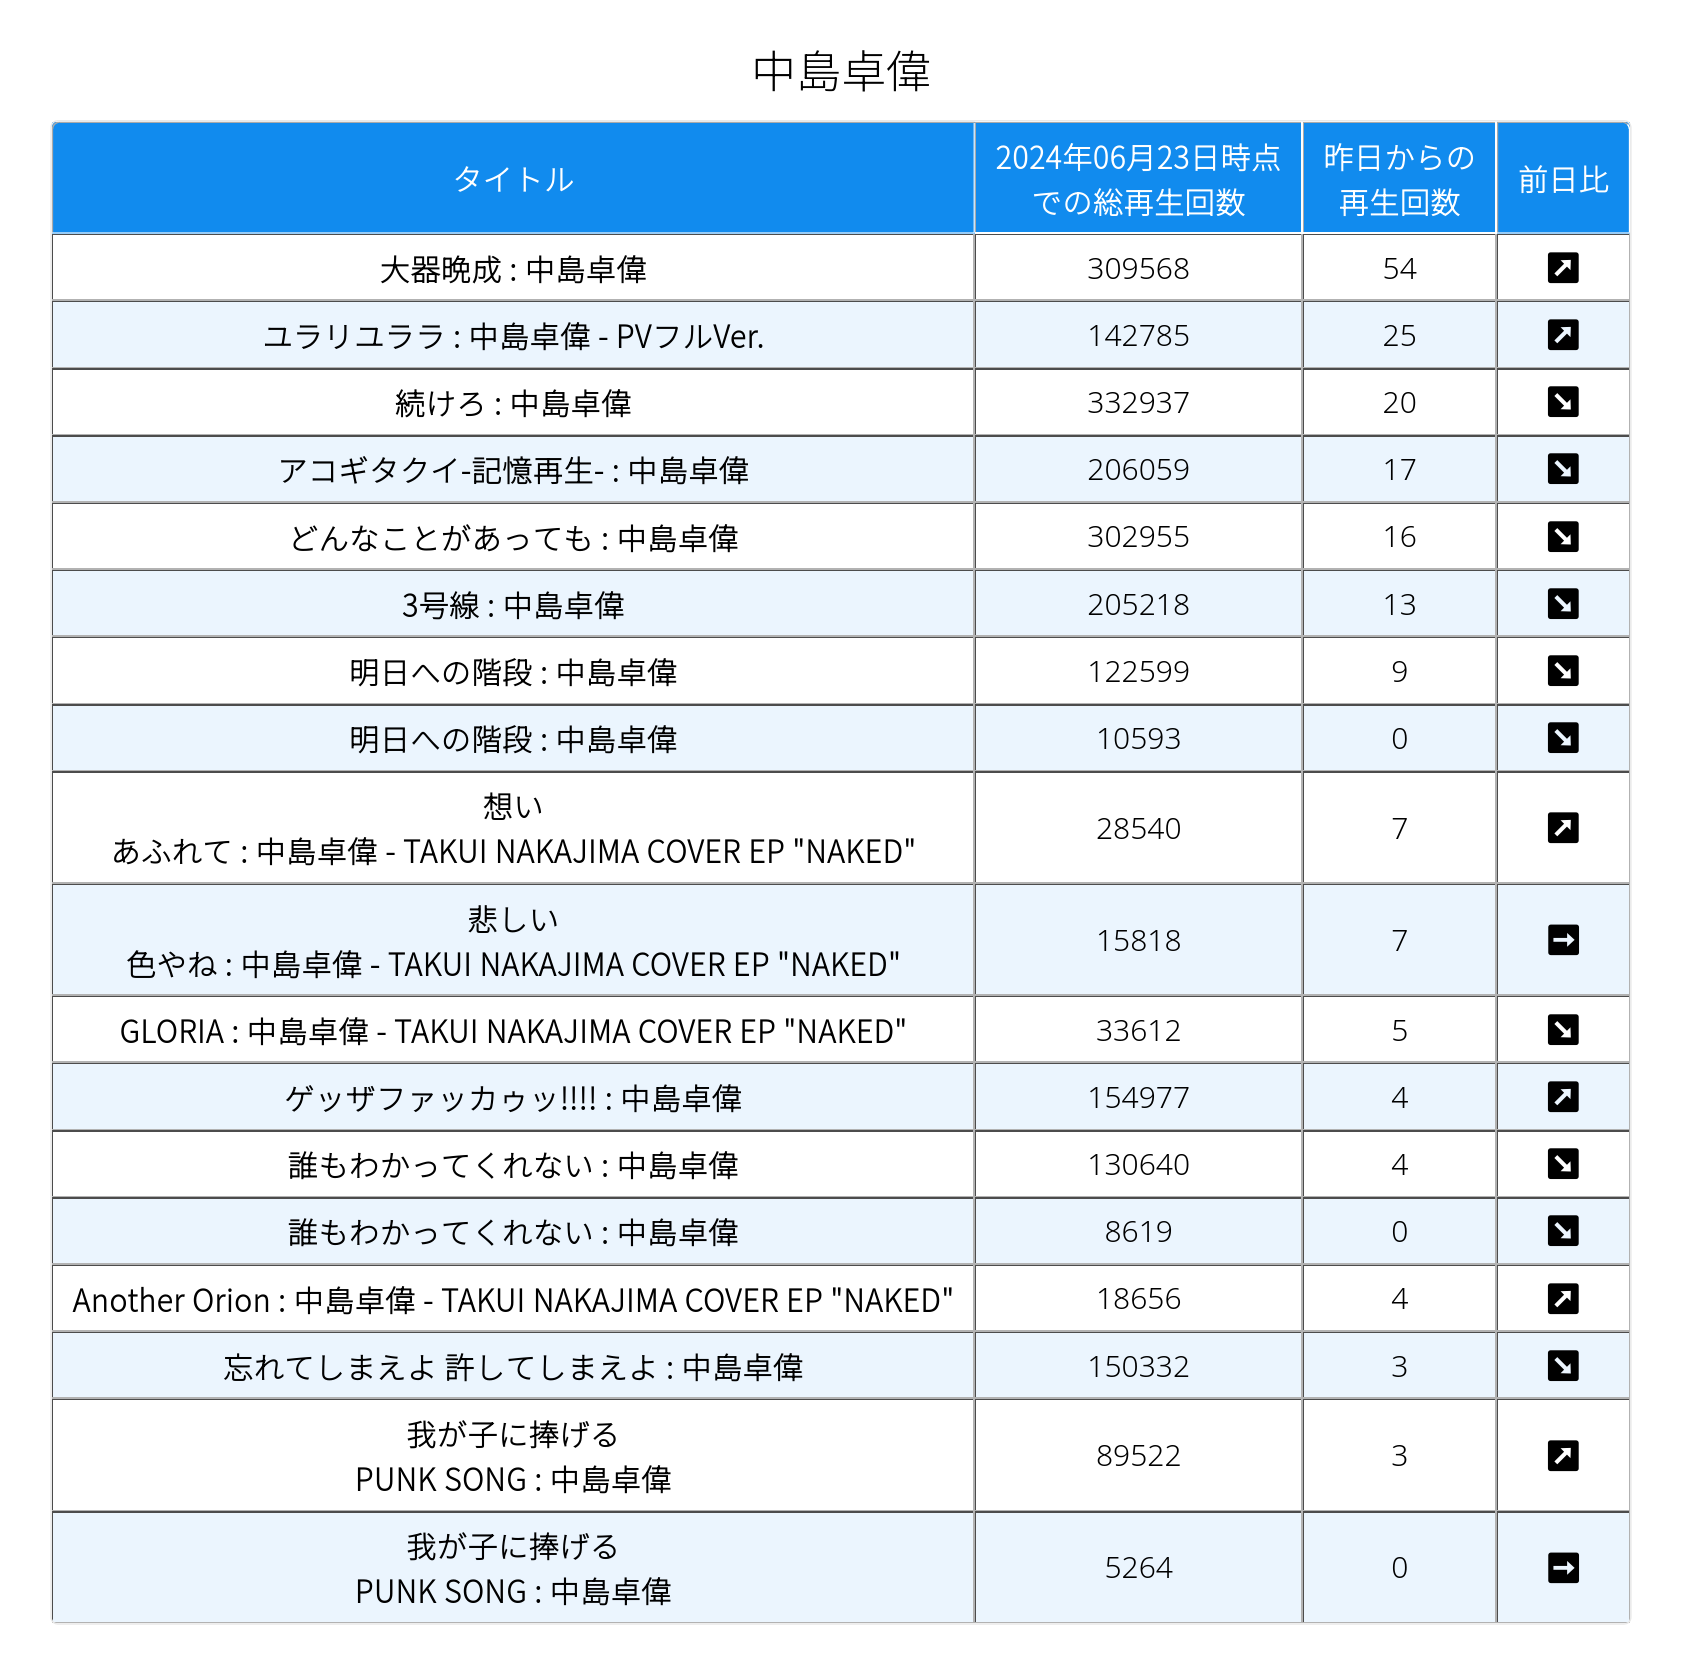 中島卓偉
タイトル
2024年06月23日時点
での総再生回数
昨日からの
再生回数
前日比
大器晩成 : 中島卓偉
309568
54
ユラリユララ : 中島卓偉 - PVフルVer.
142785
25
続けろ : 中島卓偉
332937
20
アコギタクイ-記憶再生- : 中島卓偉
206059
17
どんなことがあっても : 中島卓偉
302955
16
3号線 : 中島卓偉
205218
13
明日への階段 : 中島卓偉
122599
9
明日への階段 : 中島卓偉
10593
0
想い
あふれて : 中島卓偉 - TAKUI NAKAJIMA COVER EP "NAKED"
28540
7
悲しい
色やね : 中島卓偉 - TAKUI NAKAJIMA COVER EP "NAKED"
15818
7
GLORIA : 中島卓偉 - TAKUI NAKAJIMA COVER EP "NAKED"
33612
5
ゲッザファッカゥッ!!!! : 中島卓偉
154977
4
誰もわかってくれない : 中島卓偉
130640
4
誰もわかってくれない : 中島卓偉
8619
0
Another Orion : 中島卓偉 - TAKUI NAKAJIMA COVER EP "NAKED"
18656
4
忘れてしまえよ 許してしまえよ : 中島卓偉
150332
3
我が子に捧げる
PUNK SONG : 中島卓偉
89522
3
我が子に捧げる
PUNK SONG : 中島卓偉
5264
0